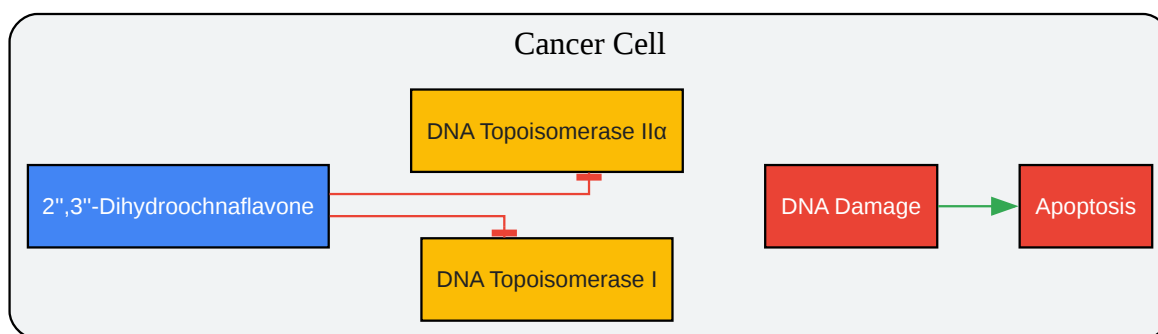 Cancer Cell
DNA Topoisomerase IIα
2",3"-Dihydroochnaflavone
DNA Damage
Apoptosis
DNA Topoisomerase I